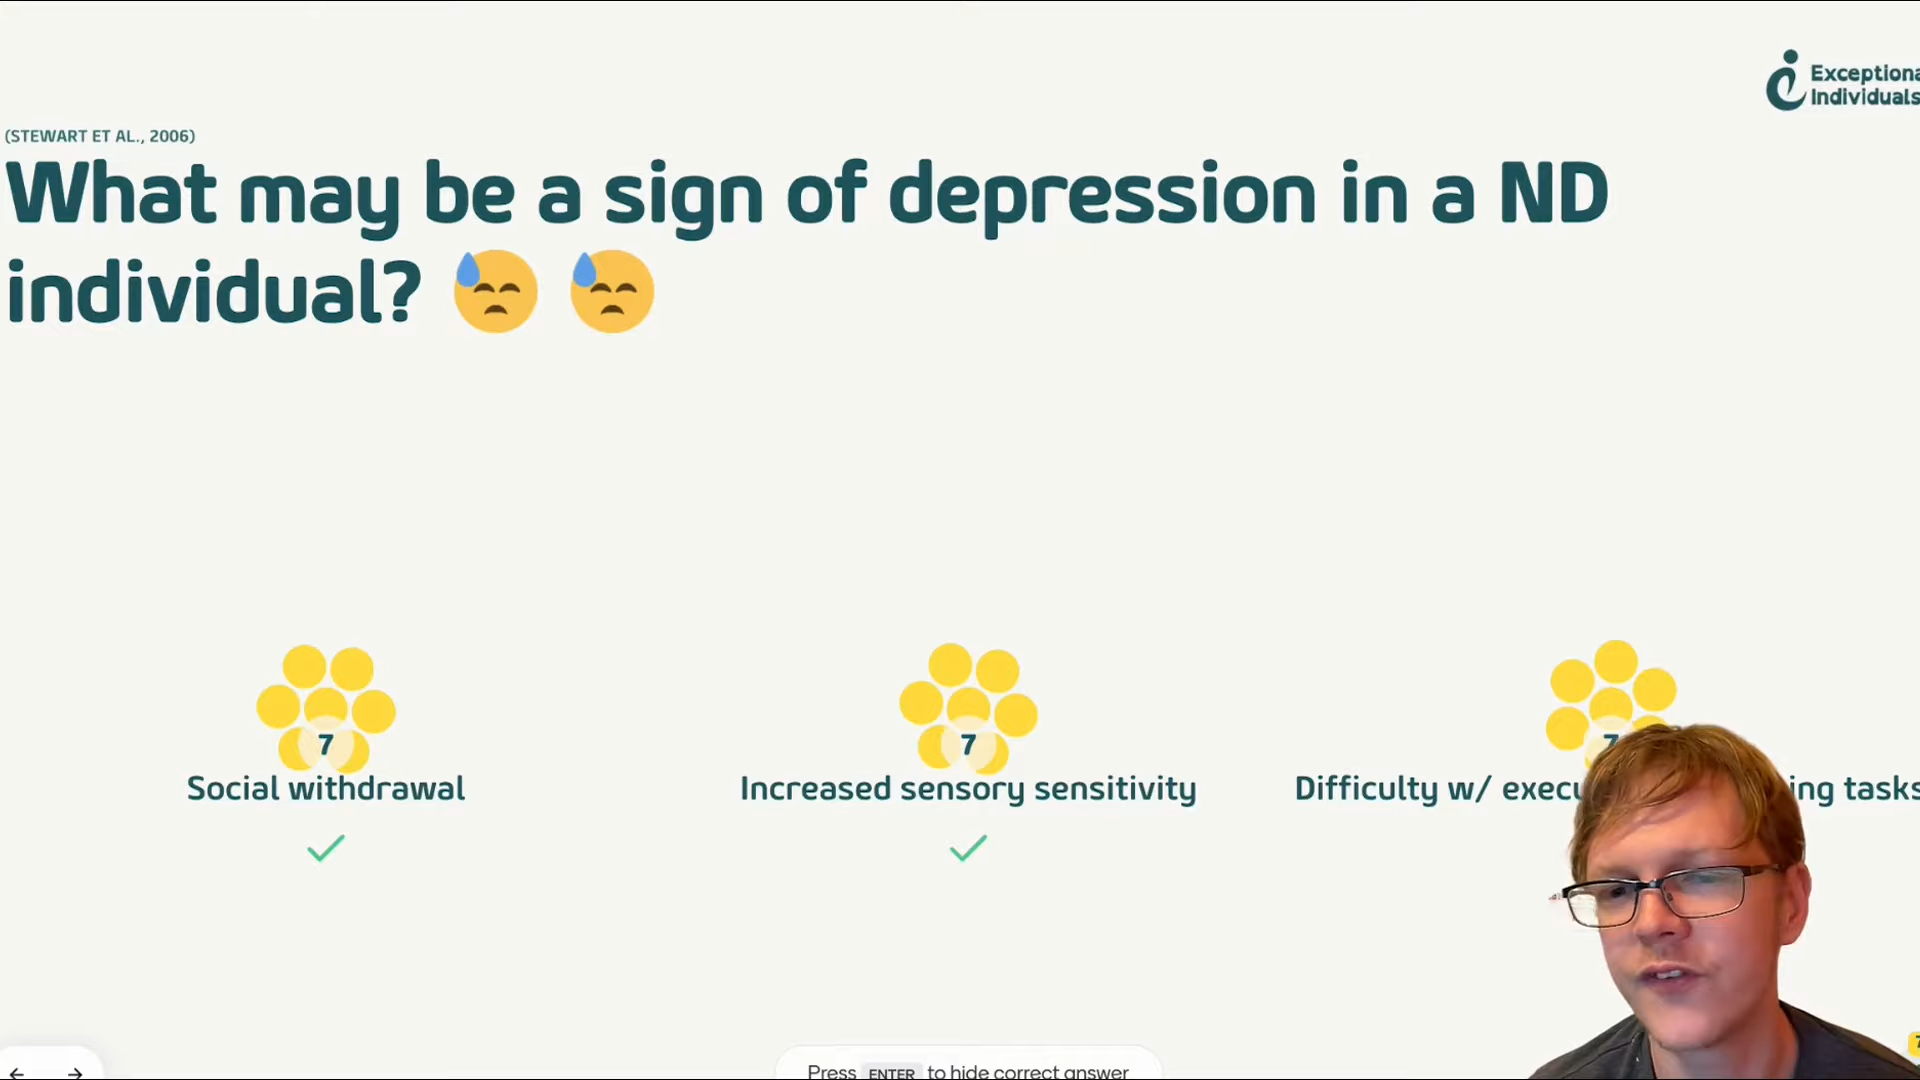 Exceptiona
Individuals
(STEWART ET AL., 2006)
What may be a sign of depression in a ND
individual?
7
7
7
Social withdrawal
Increased sensory sensitivity
Difficulty w/ execu ing tasks
Press ENTER to hide correct answer